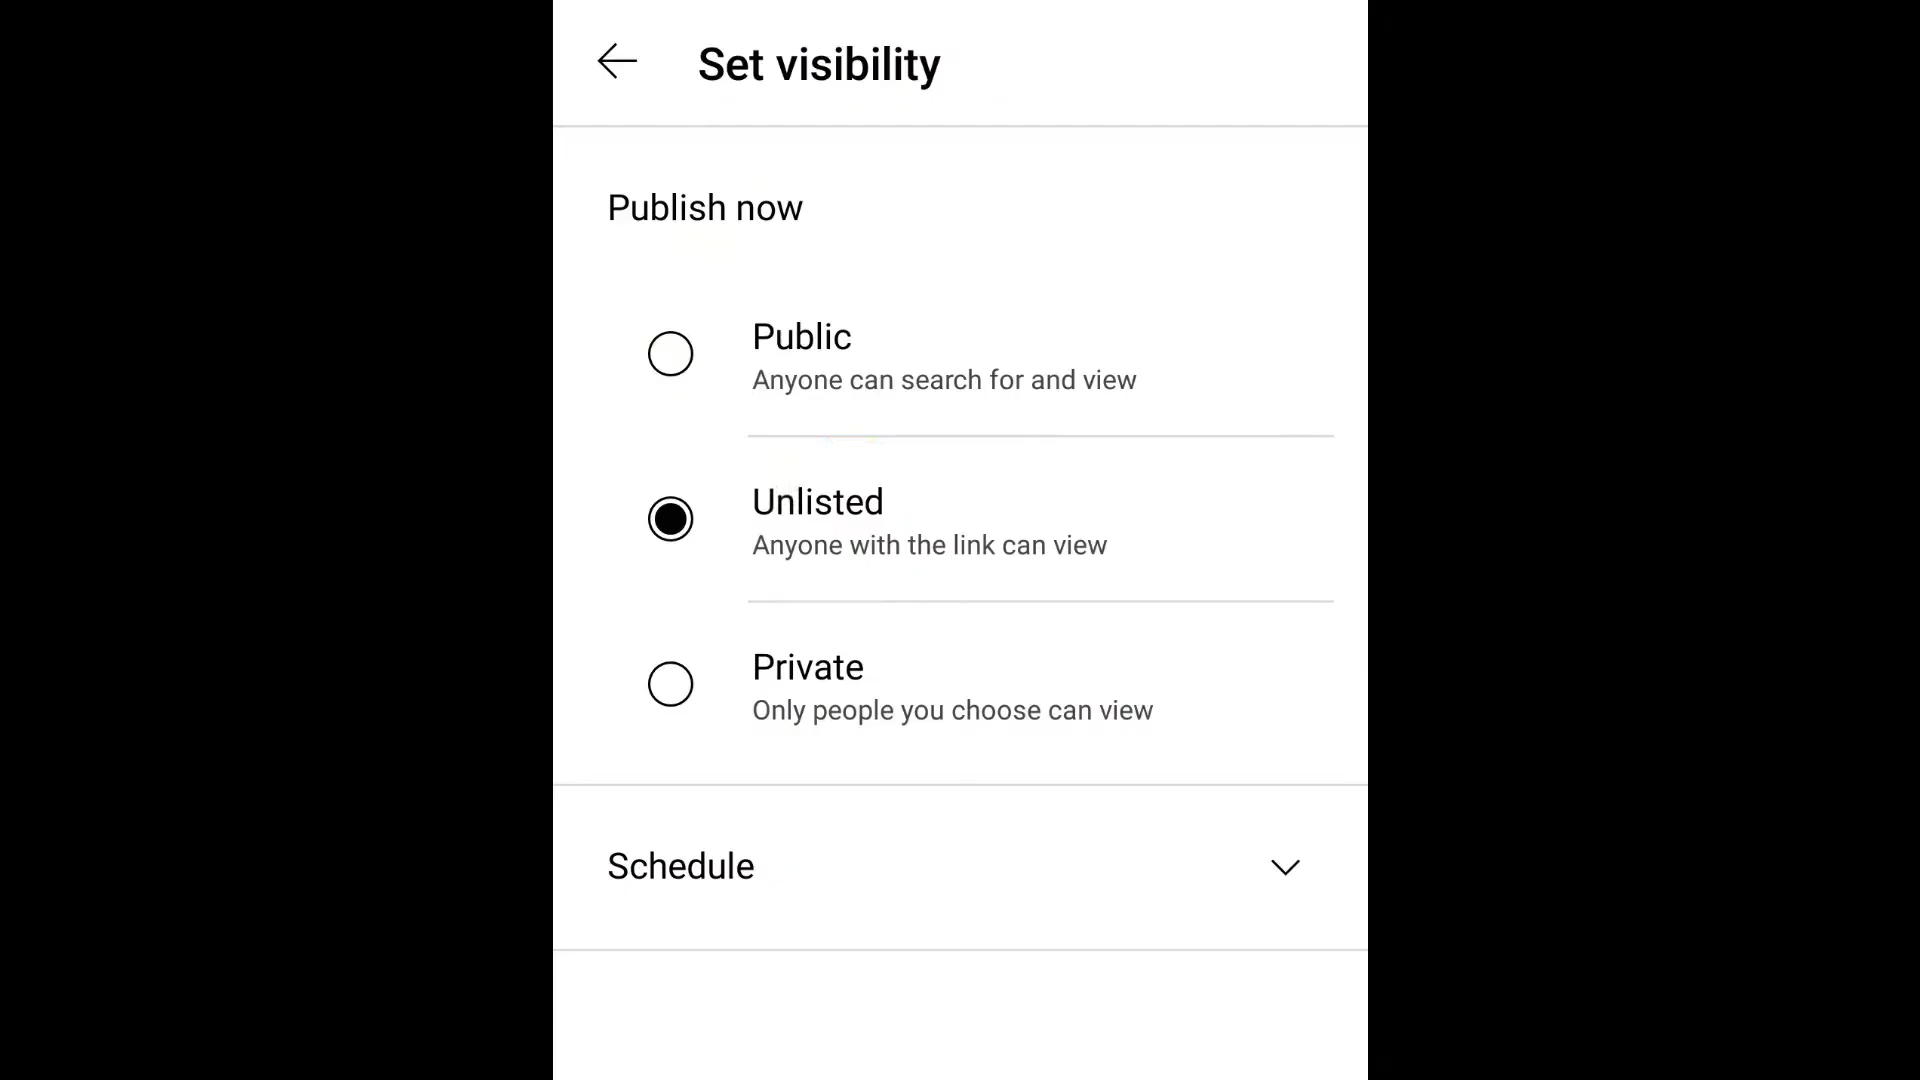 Set visibility
Publish now
Public
Anyone can search for and view
Unlisted
Anyone with the link can view
Private
Only people you choose can view
Schedule